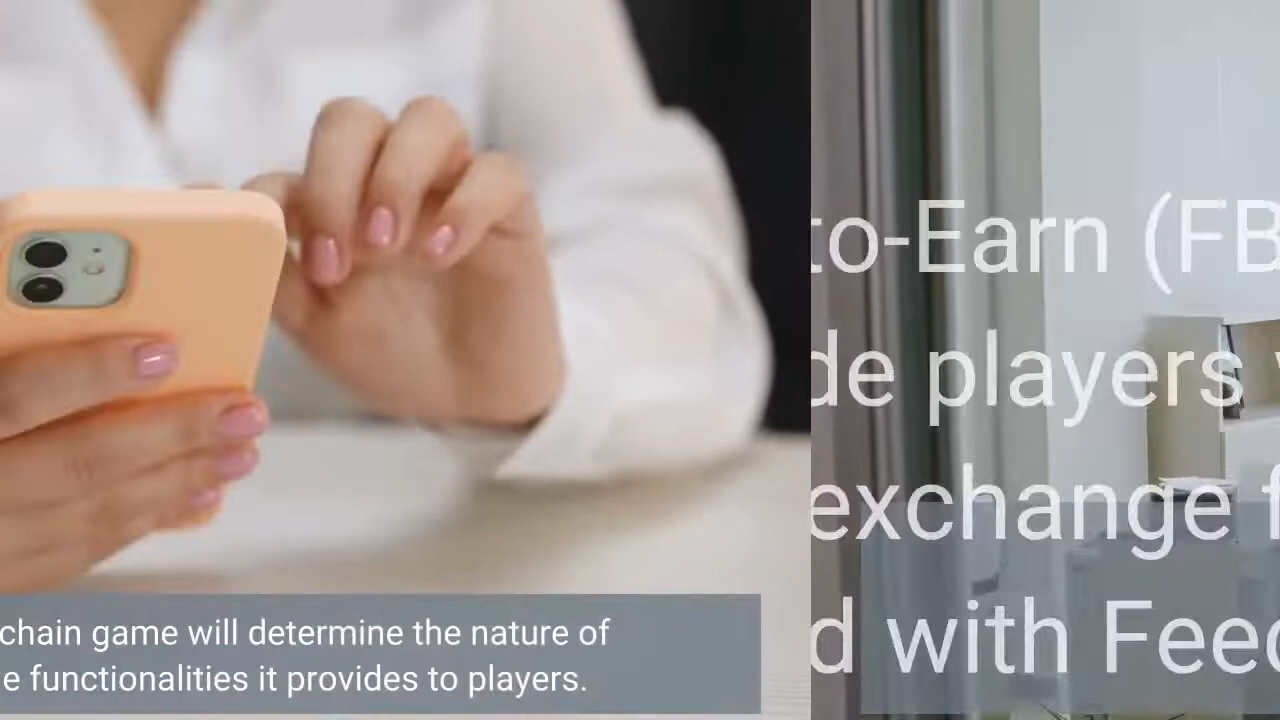 chain game will determine the nature of
e functionalities it provides to players.
to-Earn (FB
de players
exchange f
d with Feed